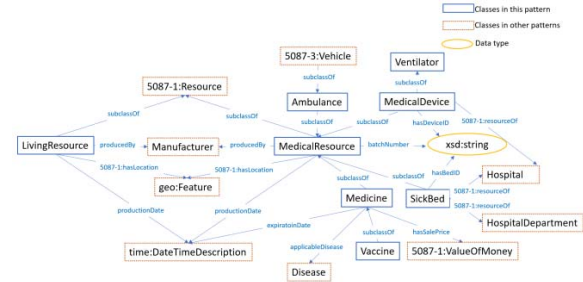 Classes in this pattern
Classes in other patterns
Data type
5087-3:Vehicle
Ventilator
subclassOf
subclassOf
5087-1:Resource
Ambulance
MedicalDevice
subclassOf
subclassOf
subclassOf
subclassOf
hasDeviceID
5087-1:resourceOf
LivingResource
producedBy
Manufacturer
producedBy
MedicalResource
batchNumber
xsd:string
5087-1:hasLocation
5087-1:hasLocation
geo:Feature
subclassOf
subclassOf
hasBedID
Hospital
5087-1:resourceOf
productionDate
productionDate
Medicine
SickBed
5087-1:resourceOf
HospitalDepartment
expiratoinDate
hasSalePrice
time:DateTimeDescription
applicableDisease
subclassOf
Vaccine
5087-1:ValueOfMoney
Disease